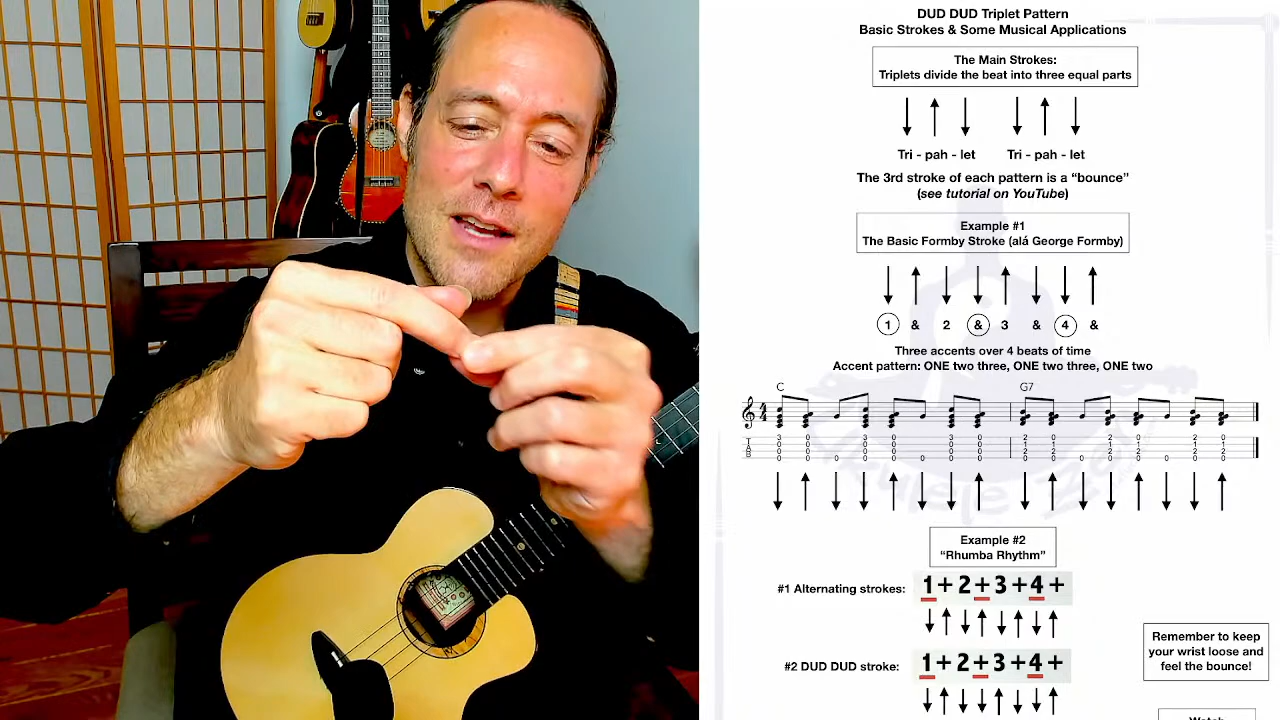 DUD DUD Triplet Pattern
Basic Strokes & Some Musical Applications
The Main Strokes:
Triplets divide the beat into three equal parts
Tri - pah - let Tri - pah - let
The 3rd stroke of each pattern is a “bounce”
(see tutorial on YouTube)
Example #1
The Basic Formby Stroke (alá George Formby)
1 & 2 & 3 & 4 &
Three accents over 4 beats of time
Accent pattern: ONE two three, ONE two three, ONE two
C G7
Example #2
“Rhumba Rhythm”
#1 Alternating strokes: 1 + 2 + 3 + 4 +
#2 DUD DUD stroke: 1 + 2 + 3 + 4 +
Remember to keep
your wrist loose and
feel the bounce!